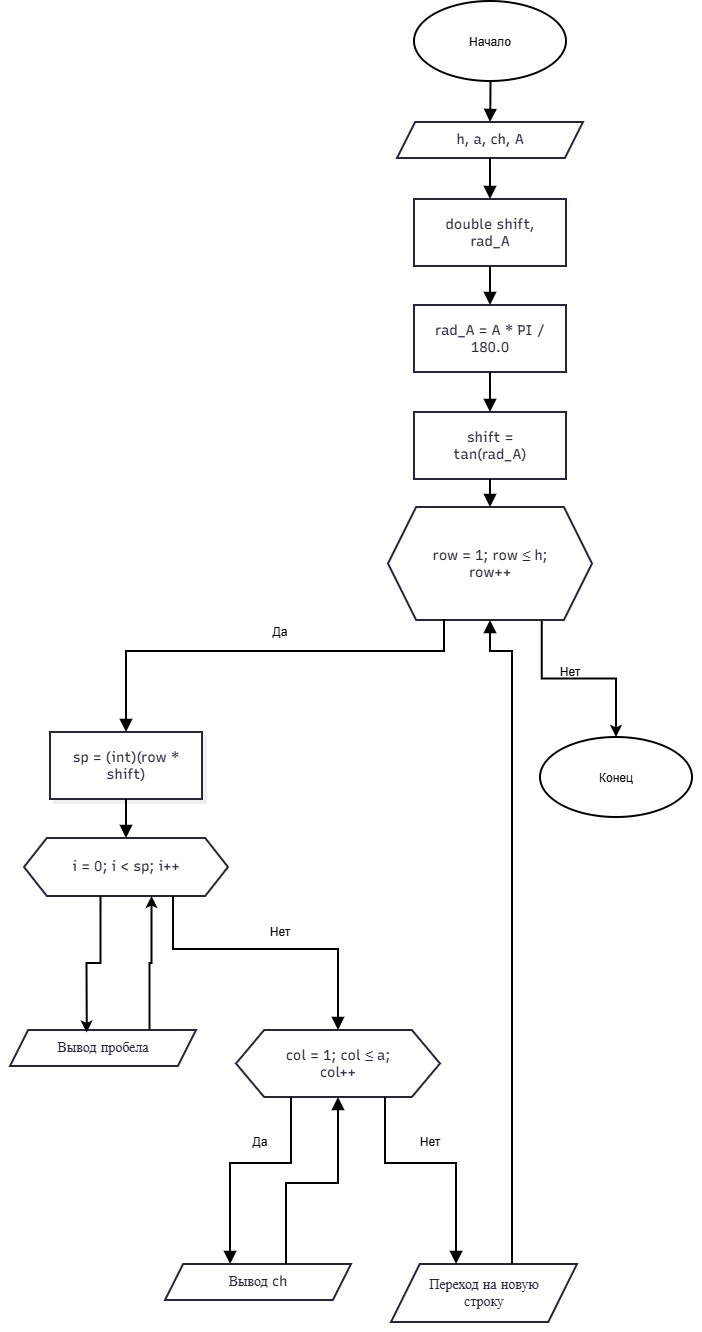 Начало
h, a, ch, A
double shift,
rad_A
rad_A = A * PI /
180.0
shift =
tan(rad_A)
row = 1; row ≤ h;
row++
Да
Нет
sp = (int)(row *
shift)
Конец
i = 0; i < sp; i++
Нет
Вывод пробела
col = 1; col ≤ a;
col++
Да
Нет
Вывод ch
Переход на новую
строку